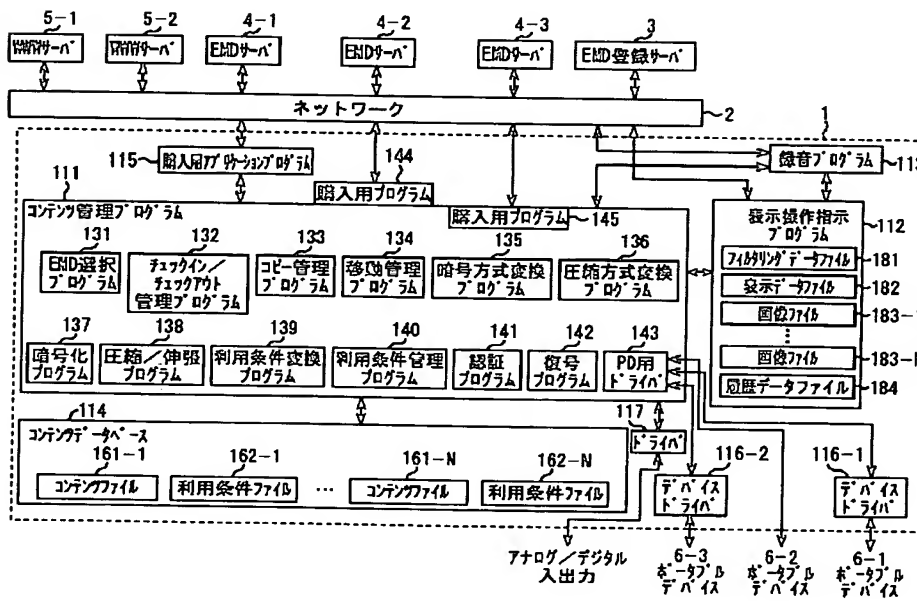 5-1
5-2
4-1
4-2
4-3
3
WWWサーバ
WWWサーバ
EMDサーバ
EMDサーバ
EMDサーバ
EMD登録サーバ
ネットワーク
2
1
115
購入用アプリケーションプログラム
144
購入用プログラム
録音プログラム
113
111
コンテンツ管理プログラム
購入用プログラム
145
表示操作指示
プログラム
112
131
EMD選択
プログラム
132
チェックイン/
チェックアウト
管理プログラム
133
コピー管理
プログラム
134
移動管理
プログラム
135
暗号方式変換
プログラム
136
圧縮方式変換
プログラム
フィルタリングデータファイル
181
表示データファイル
182
画像ファイル
183-1
画像ファイル
183-N
履歴データファイル
184
137
暗号化
プログラム
138
圧縮/伸張
プログラム
139
利用条件変換
プログラム
140
利用条件管理
プログラム
141
認証
プログラム
142
復号
プログラム
143
PD用
ドライバ
114
コンテンツデータベース
161-1
コンテンツファイル
162-1
利用条件ファイル
…
161-N
コンテンツファイル
162-N
利用条件ファイル
117
ドライバ
116-2
デバイス
ドライバ
116-1
デバイス
ドライバ
アナログ/デジタル
入出力
6-3
ポータブル
デバイス
6-2
ポータブル
デバイス
6-1
ポータブル
デバイス